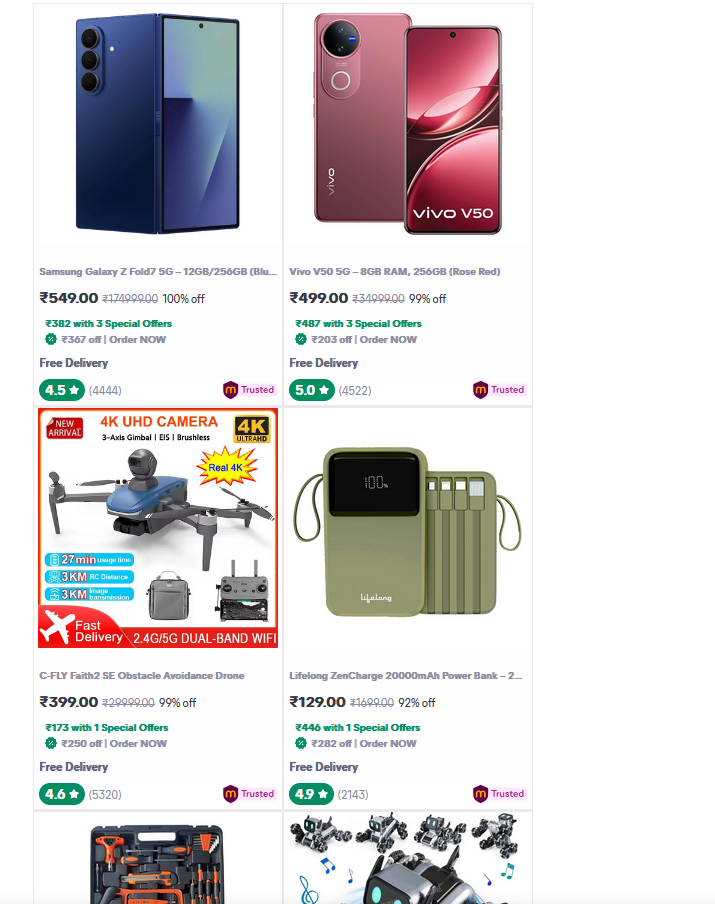 vivo
vivo V50
Samsung Galaxy Z Fold7 5G – 12GB/256GB (Blu...
₹549.00 ₹174999.00 100% off
₹382 with 3 Special Offers
₹367 off | Order NOW
Free Delivery
4.5 ★ (4444)
m Trusted
Vivo V50 5G – 8GB RAM, 256GB (Rose Red)
₹499.00 ₹34999.00 99% off
₹487 with 3 Special Offers
₹203 off | Order NOW
Free Delivery
5.0 ★ (4522)
m Trusted
NEW
ARRIVAL
4K UHD CAMERA
3-Axis Gimbal | EIS | Brushless
4K
ULTRA HD
Real 4K
27min usage time
3KM RC Distance
3KM Image
transmission
Fast
Delivery
2.4G/5G DUAL-BAND WIFI
100%
lifelong
C-FLY Faith2 SE Obstacle Avoidance Drone
₹399.00 ₹29999.00 99% off
₹173 with 1 Special Offers
₹250 off | Order NOW
Free Delivery
4.6 ★ (5320)
m Trusted
Lifelong ZenCharge 20000mAh Power Bank – 2...
₹129.00 ₹1699.00 92% off
₹446 with 1 Special Offers
₹282 off | Order NOW
Free Delivery
4.9 ★ (2143)
m Trusted